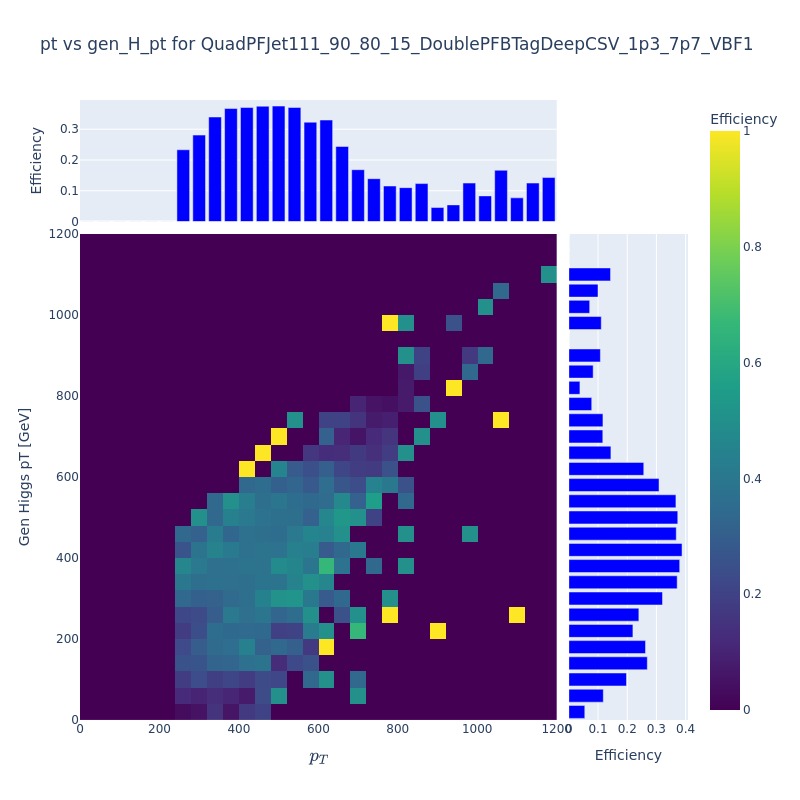 pt vs gen_H_pt for QuadPFJet111_90_80_15_DoublePFBTagDeepCSV_1p3_7p7_VBF1
Efficiency
0.3
0.2
0.1
0
Efficiency
1
0.8
0.6
0.4
0.2
0
Gen Higgs pT [GeV]
1200
1000
800
600
400
200
0
0 200 400 600 800 1000 1200
p_T
0 0.1 0.2 0.3 0.4
Efficiency